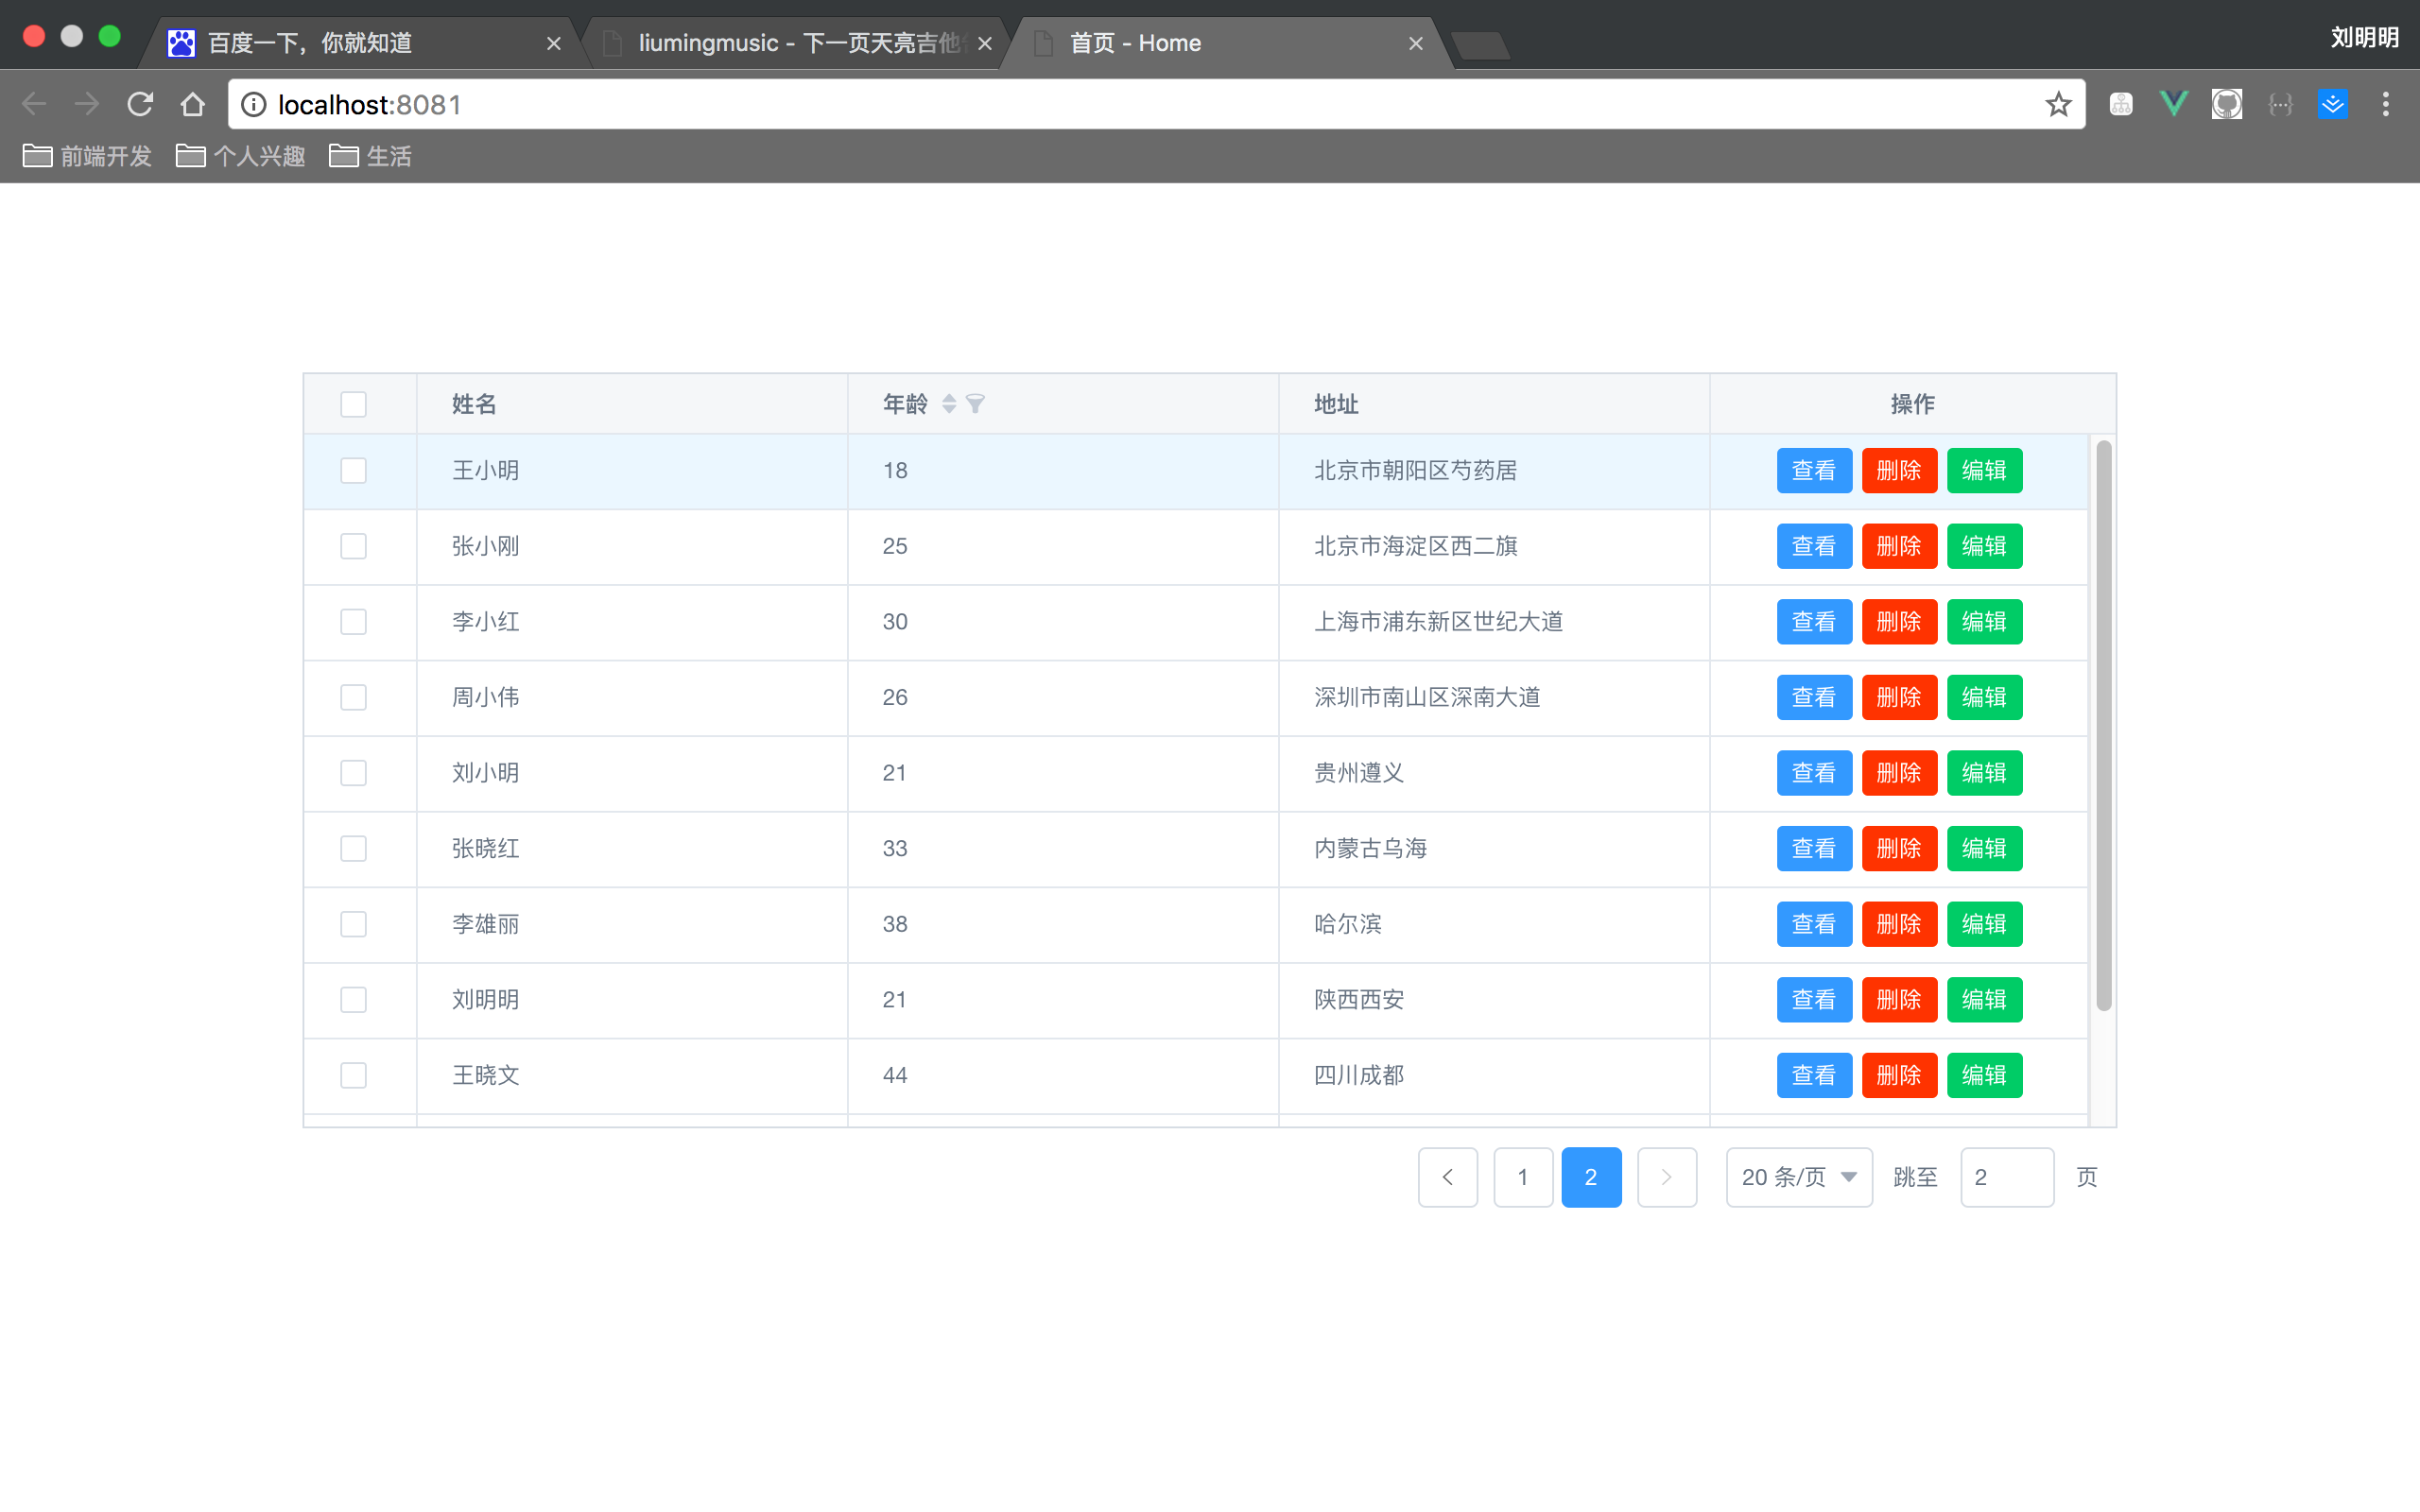 百度一下，你就知道
liumingmusic - 下一页天亮吉他
首页 - Home
刘明明
localhost:8081
前端开发 个人兴趣 生活
姓名 年龄 地址 操作
王小明 18 北京市朝阳区芍药居 查看 删除 编辑
张小刚 25 北京市海淀区西二旗 查看 删除 编辑
李小红 30 上海市浦东新区世纪大道 查看 删除 编辑
周小伟 26 深圳市南山区深南大道 查看 删除 编辑
刘小明 21 贵州遵义 查看 删除 编辑
张晓红 33 内蒙古乌海 查看 删除 编辑
李雄丽 38 哈尔滨 查看 删除 编辑
刘明明 21 陕西西安 查看 删除 编辑
王晓文 44 四川成都 查看 删除 编辑
1 2 20 条/页 跳至 2 页